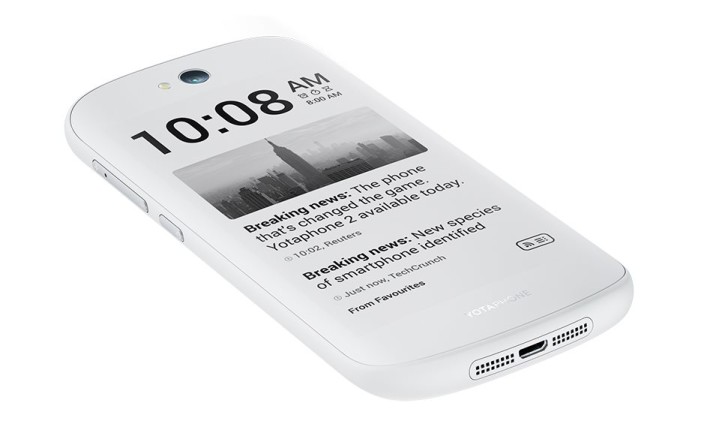 10:08 AM
8:00 AM
Breaking news: The phone
that's changed the game.
Yotaphone 2 available today.
10:02, Reuters
Breaking news: New species
of smartphone identified
Just now, TechCrunch
From Favourites
YOTAPHONE